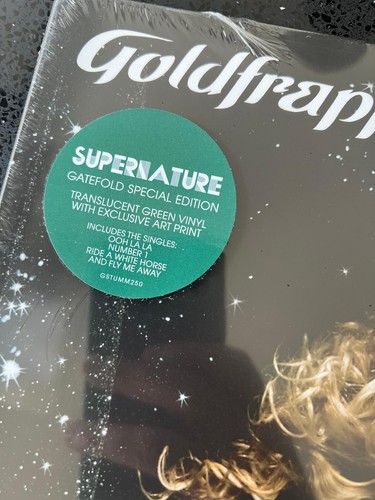 Goldfrapp
SUPERNATURE
GATEFOLD SPECIAL EDITION
TRANSLUCENT GREEN VINYL
WITH EXCLUSIVE ART PRINT
INCLUDES THE SINGLES:
OOH LA LA
NUMBER 1
RIDE A WHITE HORSE
AND FLY ME AWAY
GSTUMM250